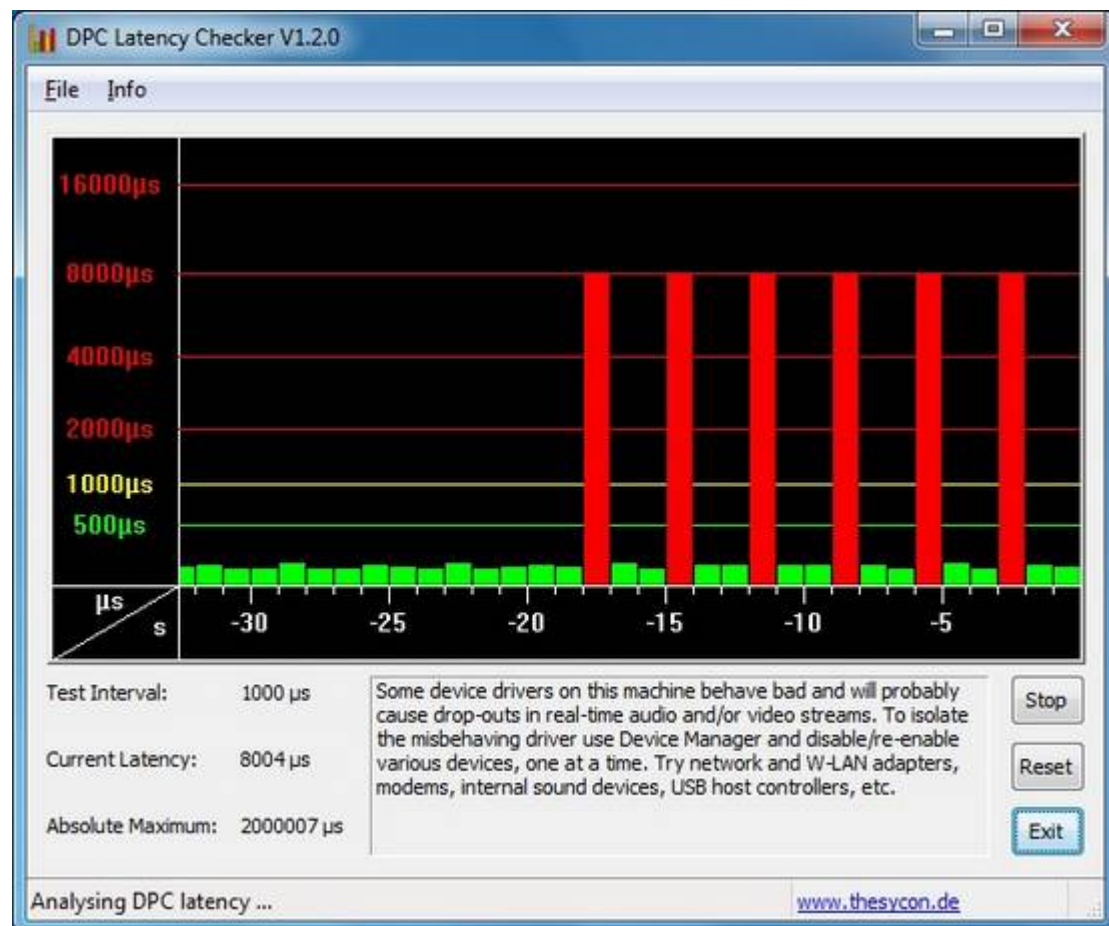 DPC Latency Checker V1.2.0
File Info
16000µs
8000µs
4000µs
2000µs
1000µs
500µs
µs
s
-30 -25 -20 -15 -10 -5
Test Interval: 1000 µs
Current Latency: 8004 µs
Absolute Maximum: 2000007 µs
Some device drivers on this machine behave bad and will probably
cause drop-outs in real-time audio and/or video streams. To isolate
the misbehaving driver use Device Manager and disable/re-enable
various devices, one at a time. Try network and W-LAN adapters,
modems, internal sound devices, USB host controllers, etc.
Stop
Reset
Exit
Analysing DPC latency ... www.thesycon.de